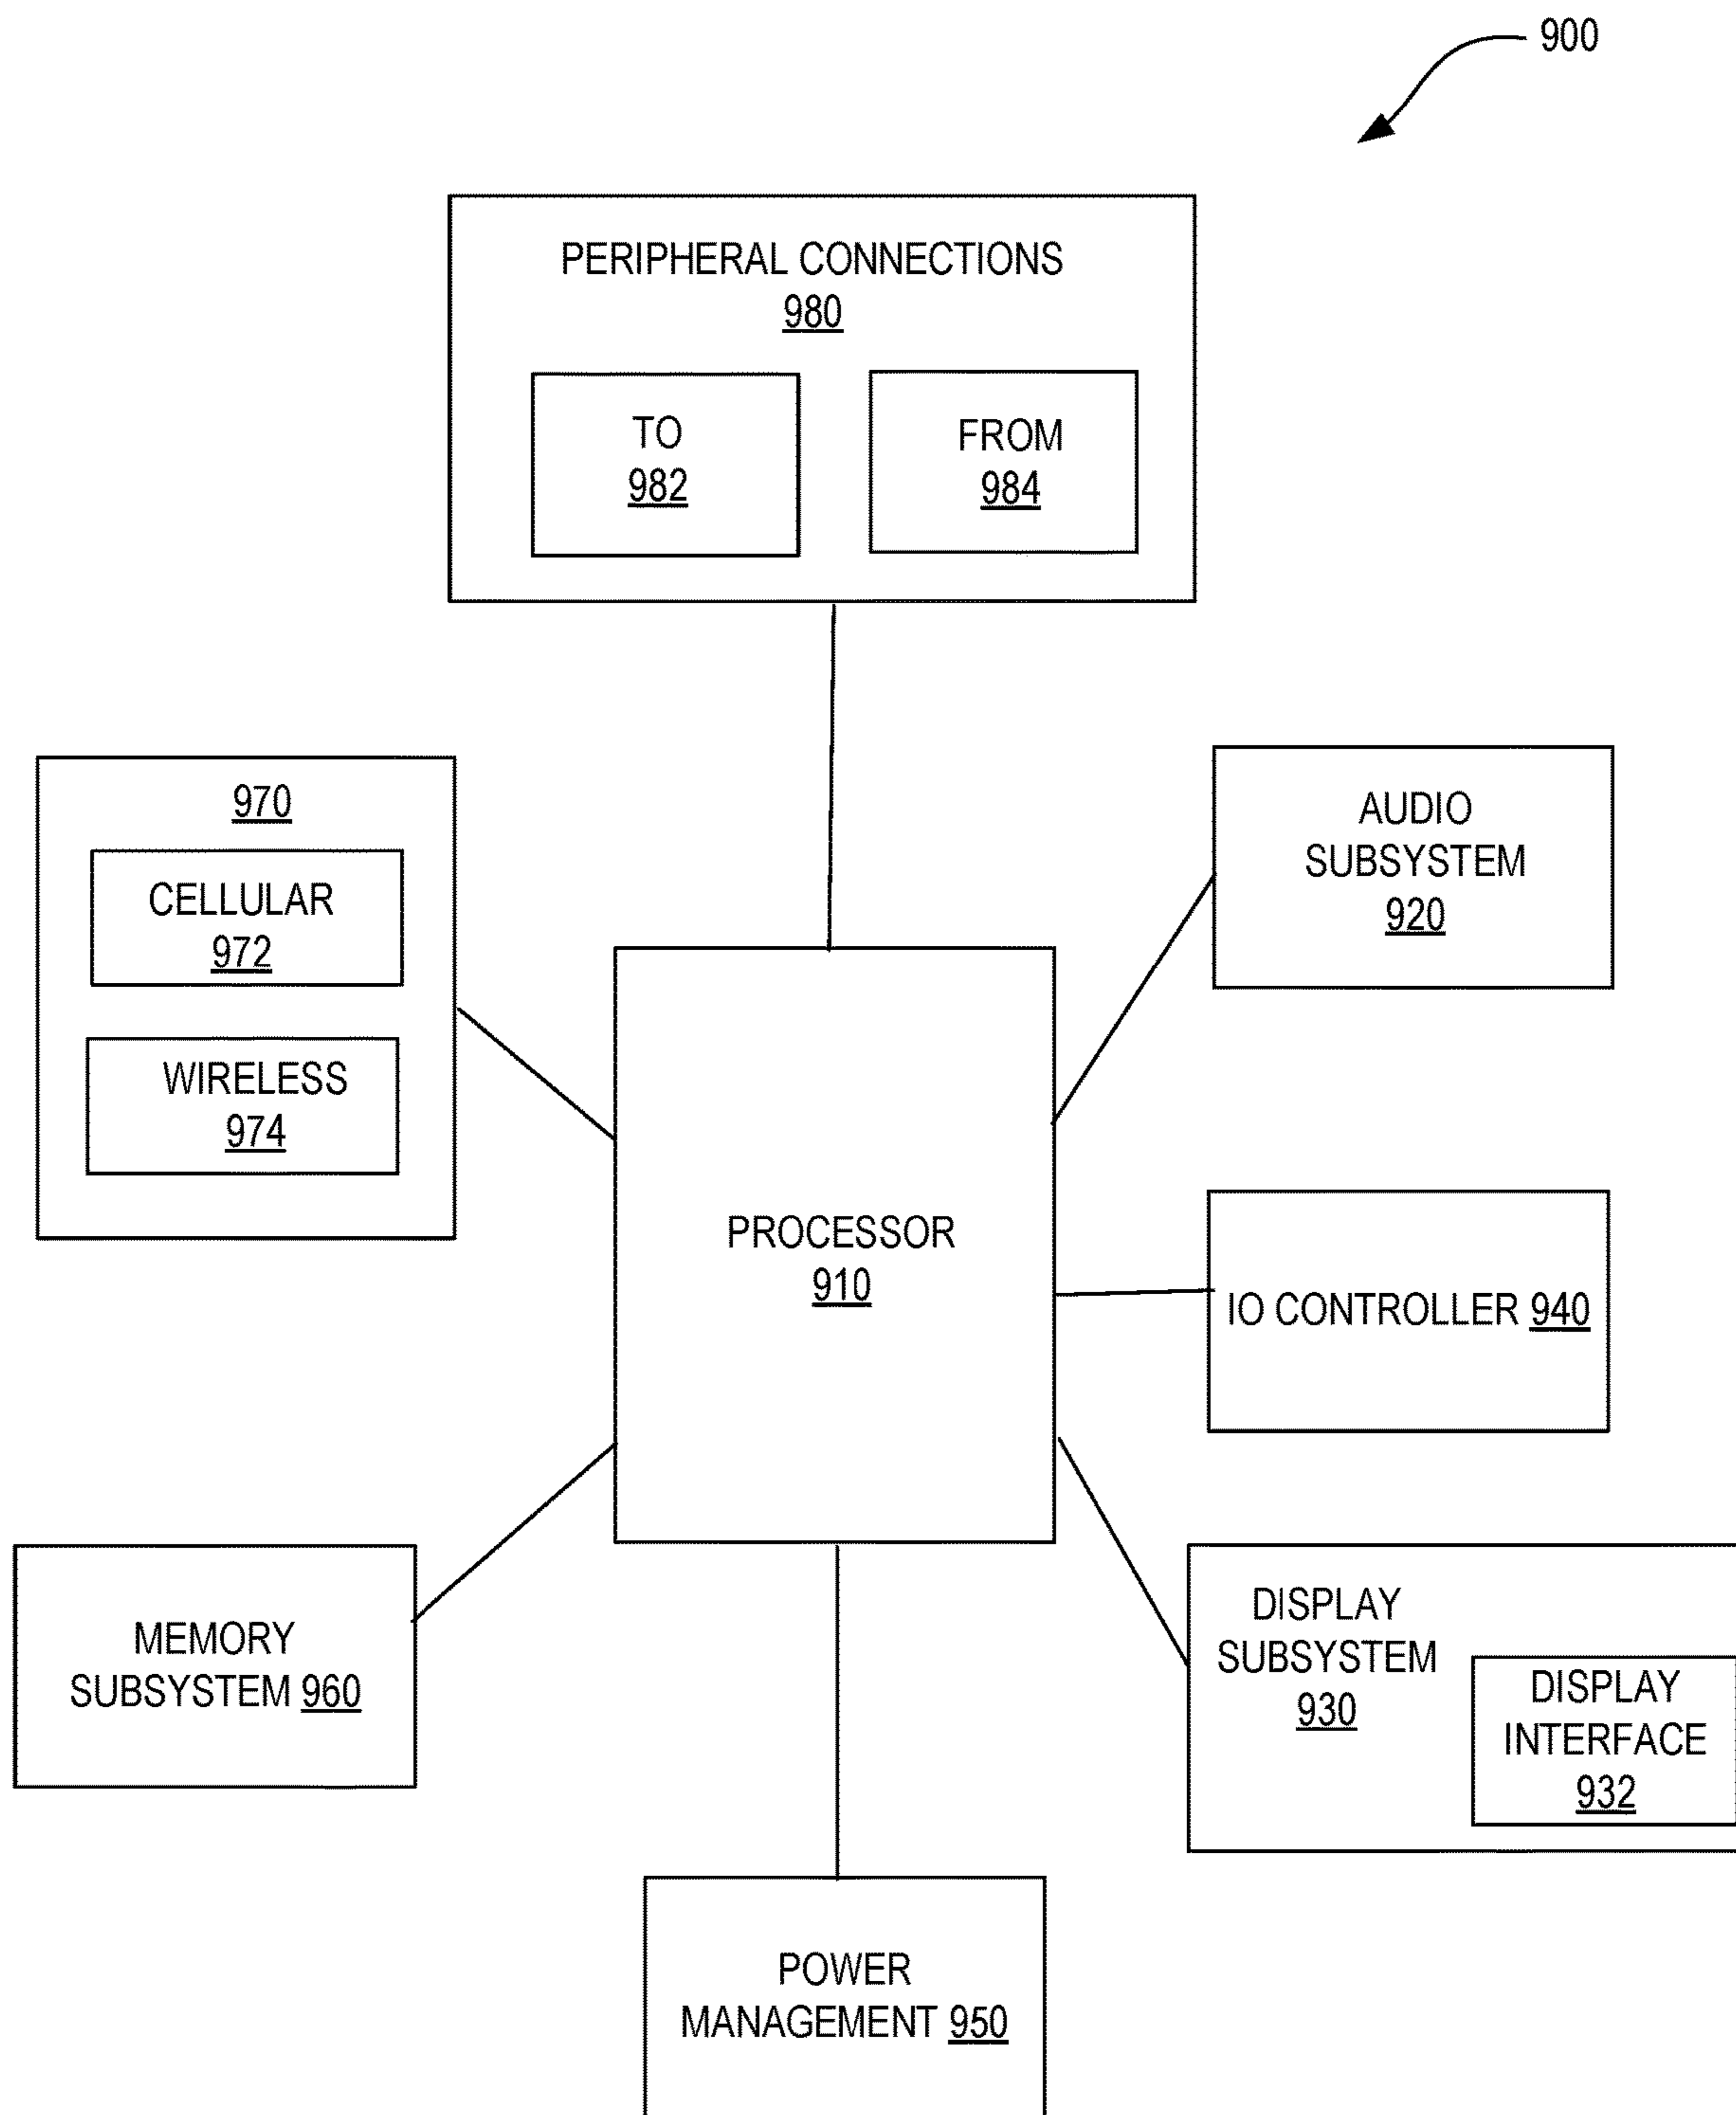 900
PERIPHERAL CONNECTIONS
980
TO
982
FROM
984
970
CELLULAR
972
WIRELESS
974
AUDIO
SUBSYSTEM
920
PROCESSOR
910
IO CONTROLLER 940
MEMORY
SUBSYSTEM 960
DISPLAY
SUBSYSTEM
930
DISPLAY
INTERFACE
932
POWER
MANAGEMENT 950